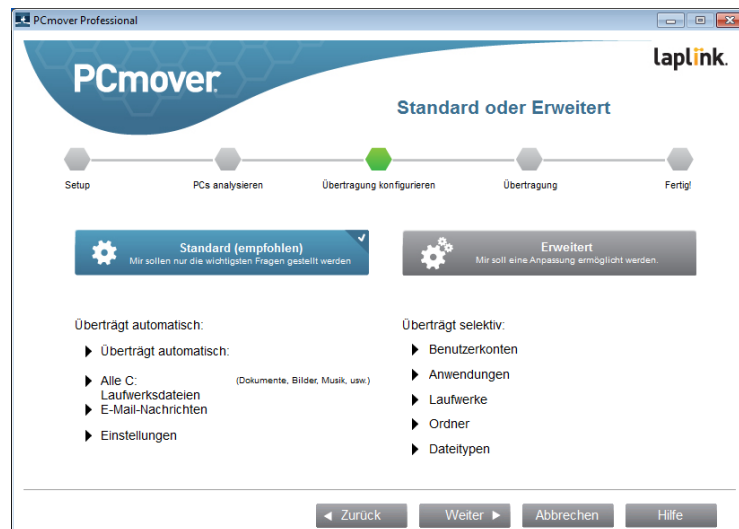 PCmover Professional
laplink.
PCmover.
Standard oder Erweitert
Setup
PCs analysieren
Übertragung konfigurieren
Übertragung
Fertig!
Standard (empfohlen)
Mir sollen nur die wichtigsten Fragen gestellt werden
Erweitert
Mir soll eine Anpassung ermöglicht werden.
Überträgt automatisch:
Überträgt automatisch:
Alle C: (Dokumente, Bilder, Musik, usw.)
Laufwerksdateien
E-Mail-Nachrichten
Einstellungen
Überträgt selektiv:
Benutzerkonten
Anwendungen
Laufwerke
Ordner
Dateitypen
Zurück
Weiter
Abbrechen
Hilfe